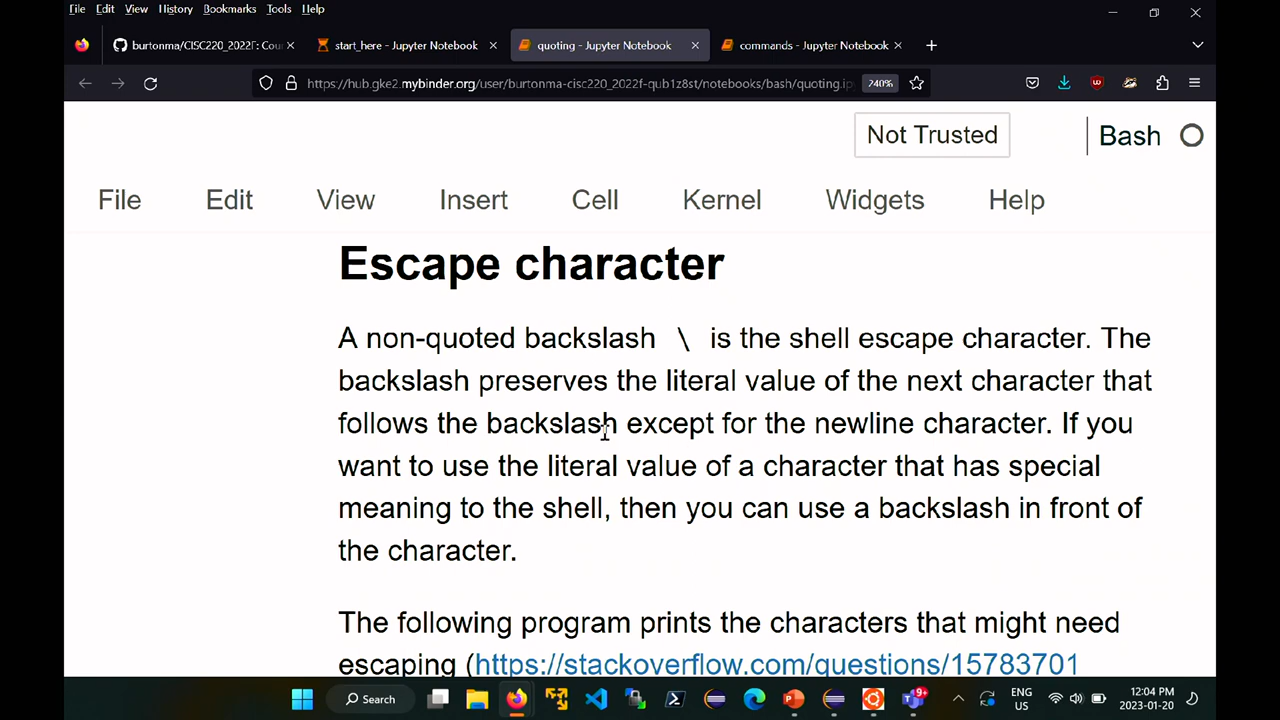 File Edit View History Bookmarks Tools Help
burtonma/CISC220_2022F: Cou
start_here - Jupyter Notebook
quoting - Jupyter Notebook
commands - Jupyter Notebook
https://hub.gke2.mybinder.org/user/burtonma-cisc220_2022f-qub1z8st/notebooks/bash/quoting.ip
240%
Not Trusted
Bash
File Edit View Insert Cell Kernel Widgets Help
Escape character
A non-quoted backslash \ is the shell escape character. The
backslash preserves the literal value of the next character that
follows the backslash except for the newline character. If you
want to use the literal value of a character that has special
meaning to the shell, then you can use a backslash in front of
the character.
The following program prints the characters that might need
escaping (https://stackoverflow.com/questions/15783701
Search
9+
ENG
US
12:04 PM
2023-01-20